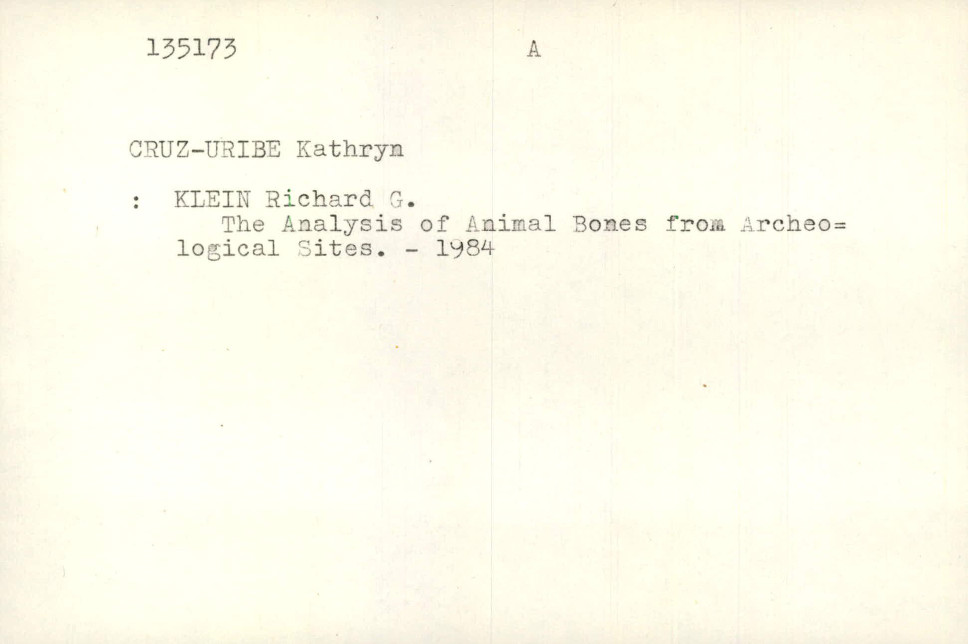 135173 A
CRUZ-URIBE Kathryn
: KLEIN Richard G.
The Analysis of Animal Bones from Archeo=
logical Sites. - 1984